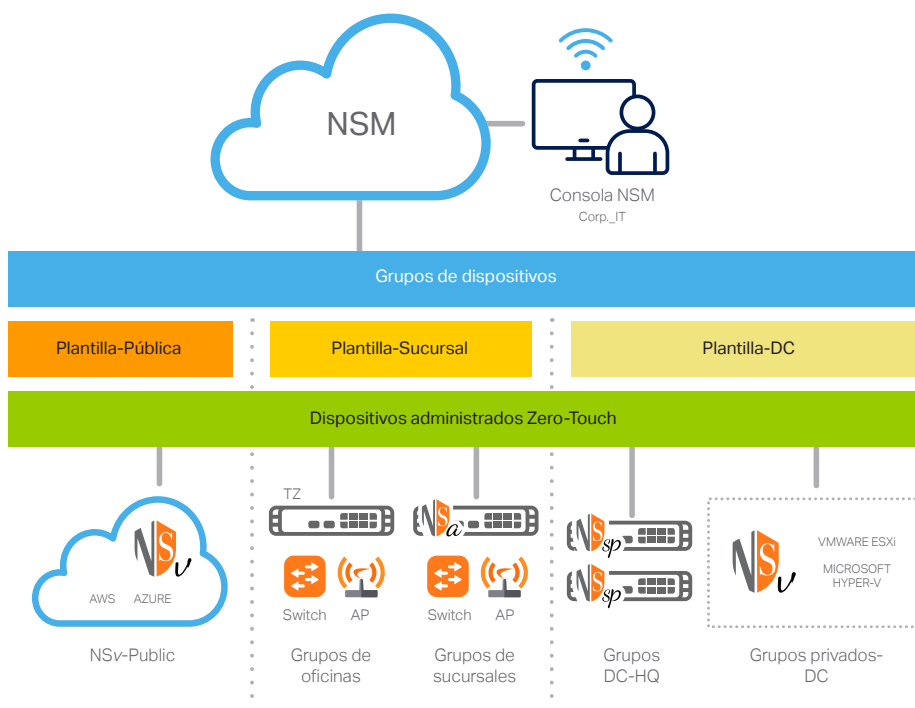 NSM
Consola NSM
Corp._IT
Grupos de dispositivos
Plantilla-Pública
Plantilla-Sucursal
Plantilla-DC
Dispositivos administrados Zero-Touch
NSv
AWS
AZURE
NSv-Public
TZ
Switch
AP
Grupos de
oficinas
NSa
Switch
AP
Grupos de
sucursales
NSsp
NSsp
Grupos
DC-HQ
NSv
VMWARE ESXi
MICROSOFT
HYPER-V
Grupos privados-
DC